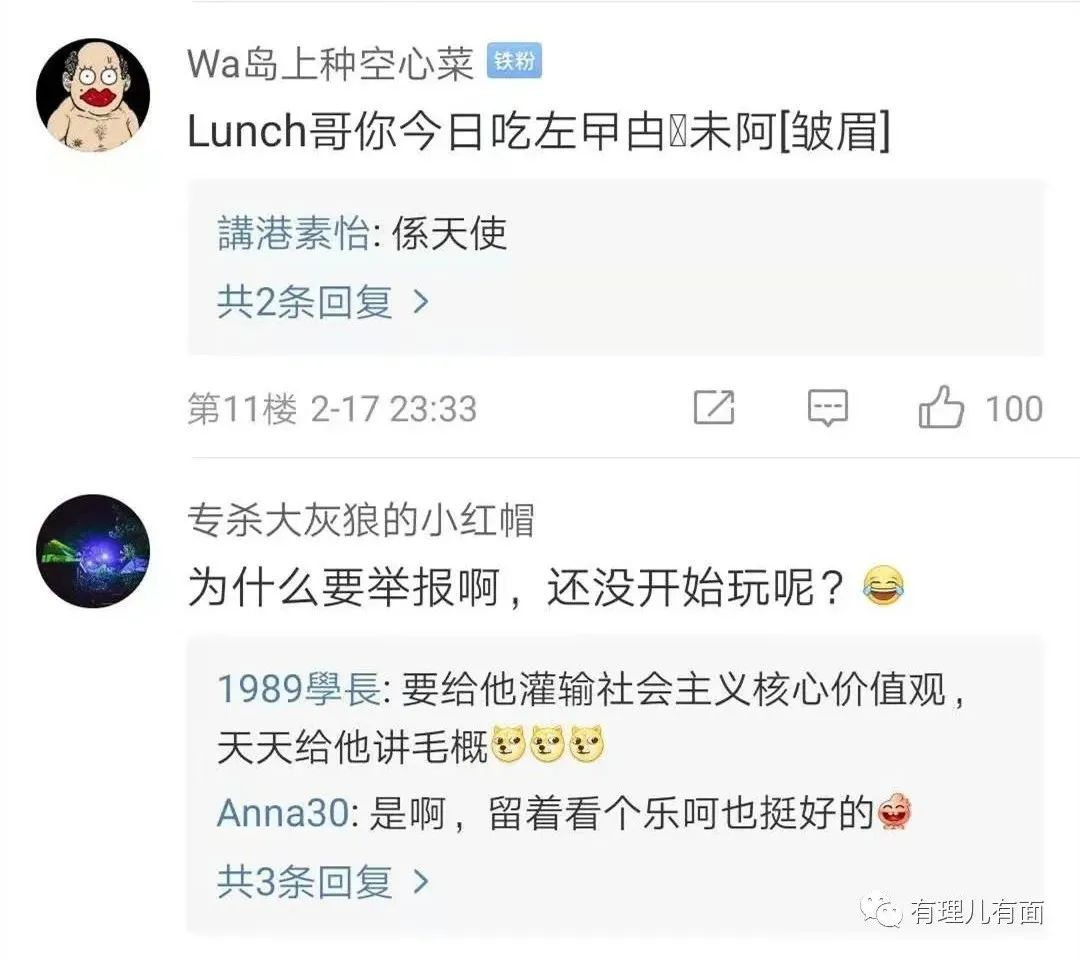 Wa岛上种空心菜 铁粉
Lunch哥你今日吃左曱甴未阿[皱眉]
講港素怡: 係天使
共2条回复 >
第11楼 2-17 23:33 100
专杀大灰狼的小红帽
为什么要举报啊，还没开始玩呢？😂
1989學長: 要给他灌输社会主义核心价值观，
天天给他讲毛概
Anna30: 是啊，留着看个乐呵也挺好的
共3条回复 >
有理儿有面